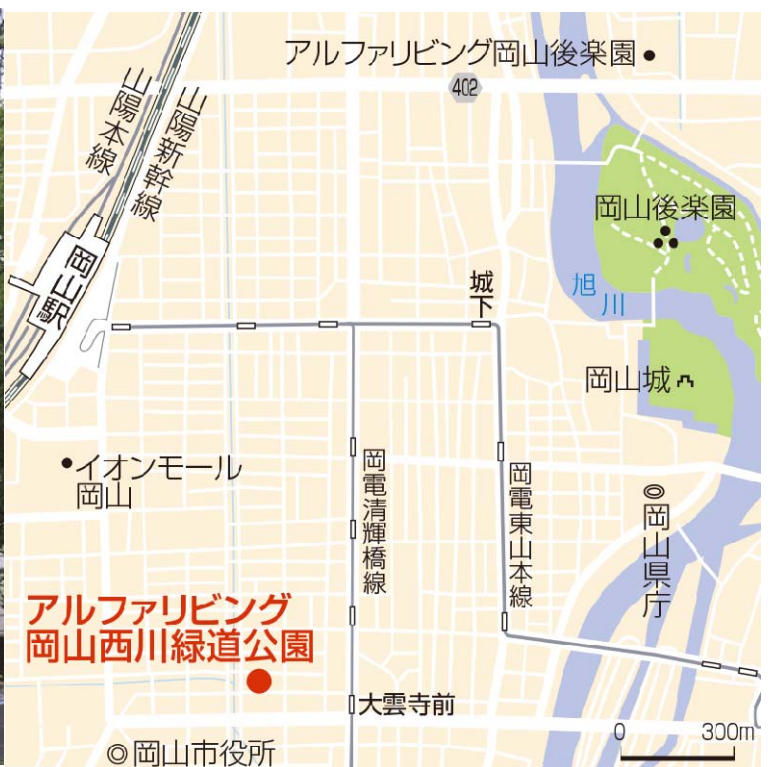 アルファリビング岡山後楽園
402
山陽本線
山陽新幹線
岡山後楽園
岡山駅
城下
旭川
岡山城
イオンモール
岡山
岡電清輝橋線
岡電東山本線
岡山県庁
アルファリビング
岡山西川緑道公園
大雲寺前
岡山市役所
0 300m